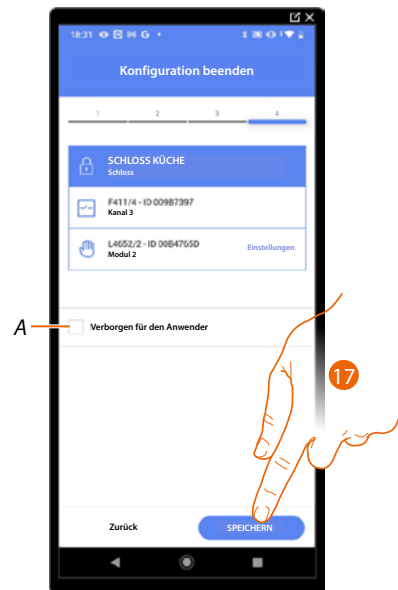 18:31
Konfiguration beenden
1 2 3 4
SCHLOSS KÜCHE
Schloss
F411/4 - ID 00987397
Kanal 3
L4652/2 - ID 00B4765D
Modul 2
Einstellungen
A
Verborgen für den Anwender
17
Zurück
SPEICHERN